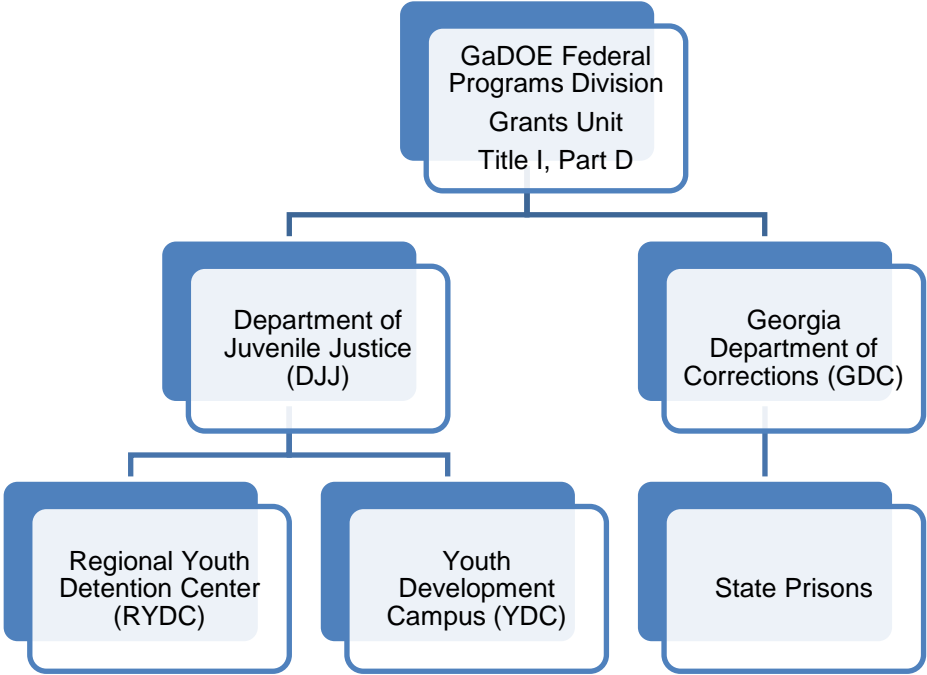 GaDOE Federal
Programs Division
Grants Unit
Title I, Part D
Department of
Juvenile Justice
(DJJ)
Georgia
Department of
Corrections (GDC)
Regional Youth
Detention Center
(RYDC)
Youth
Development
Campus (YDC)
State Prisons